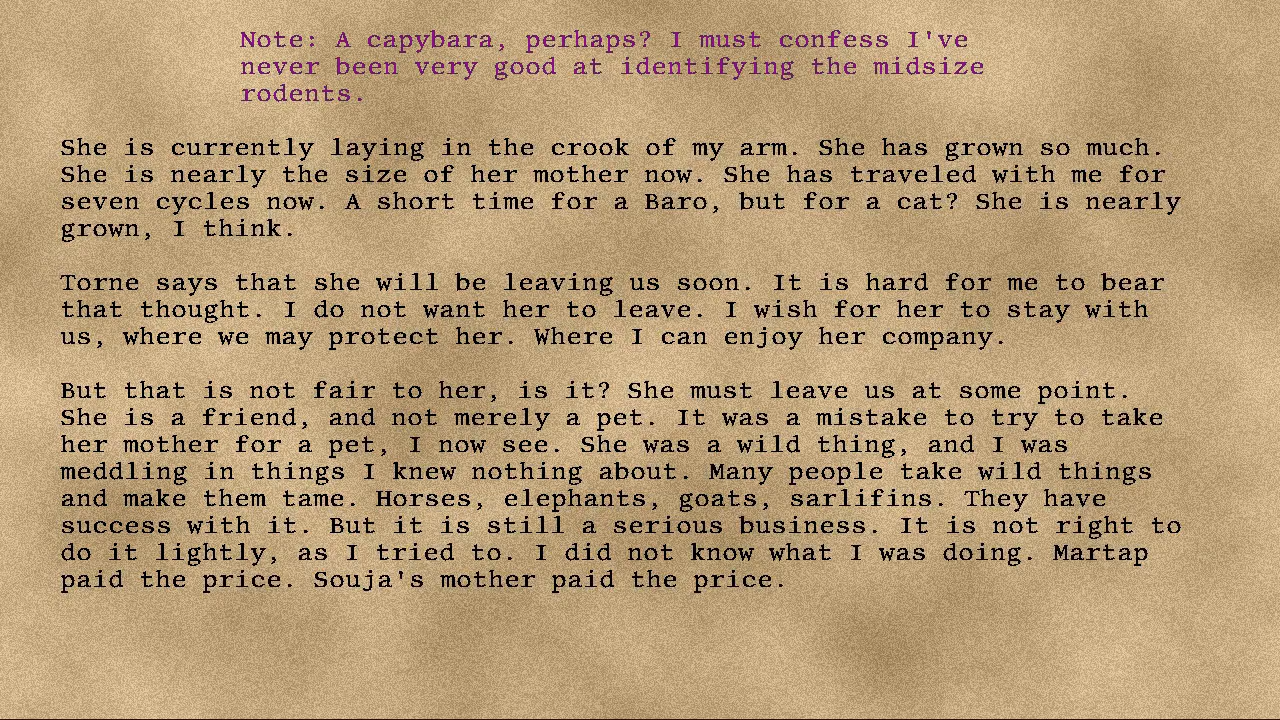 Note: A capybara, perhaps? I must confess I've
never been very good at identifying the midsize
rodents.
She is currently laying in the crook of my arm. She has grown so much.
She is nearly the size of her mother now. She has traveled with me for
seven cycles now. A short time for a Baro, but for a cat? She is nearly
grown, I think.
Torne says that she will be leaving us soon. It is hard for me to bear
that thought. I do not want her to leave. I wish for her to stay with
us, where we may protect her. Where I can enjoy her company.
But that is not fair to her, is it? She must leave us at some point.
She is a friend, and not merely a pet. It was a mistake to try to take
her mother for a pet, I now see. She was a wild thing, and I was
meddling in things I knew nothing about. Many people take wild things
and make them tame. Horses, elephants, goats, sarlifins. They have
success with it. But it is still a serious business. It is not right to
do it lightly, as I tried to. I did not know what I was doing. Martap
paid the price. Souja's mother paid the price.